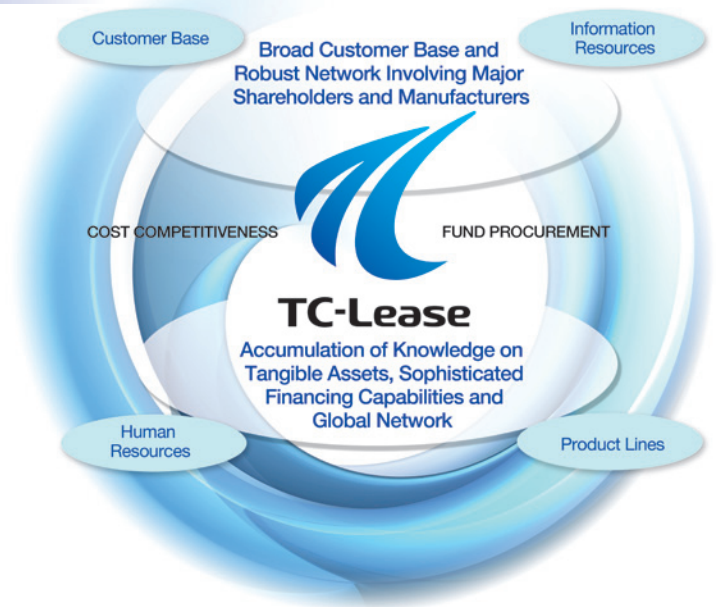 Customer Base
Information
Resources
Broad Customer Base and
Robust Network Involving Major
Shareholders and Manufacturers
COST COMPETITIVENESS
FUND PROCUREMENT
TC-Lease
Accumulation of Knowledge on
Tangible Assets, Sophisticated
Financing Capabilities and
Global Network
Human
Resources
Product Lines